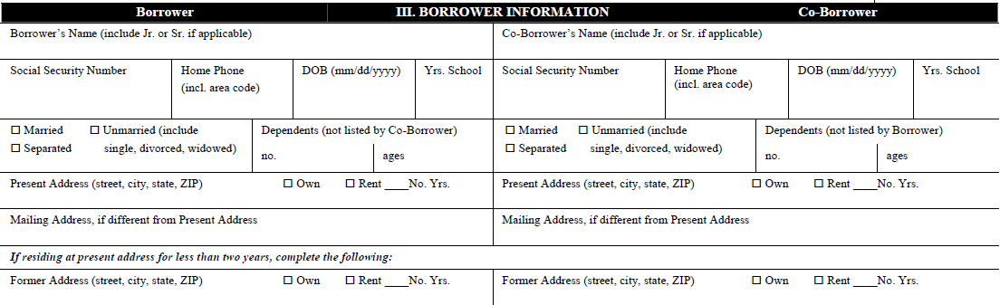 Borrower III. BORROWER INFORMATION Co-Borrower
Borrower's Name (include Jr. or Sr. if applicable) Co-Borrower's Name (include Jr. or Sr. if applicable)
Social Security Number Home Phone DOB (mm/dd/yyyy) Yrs. School Social Security Number Home Phone DOB (mm/dd/yyyy) Yrs. School
(incl. area code) (incl. area code)
☐ Married ☐ Unmarried (include Dependents (not listed by Co-Borrower) ☐ Married ☐ Unmarried (include Dependents (not listed by Borrower)
☐ Separated single, divorced, widowed) no. ages ☐ Separated single, divorced, widowed) no. ages
Present Address (street, city, state, ZIP) ☐ Own ☐ Rent ____No. Yrs. Present Address (street, city, state, ZIP) ☐ Own ☐ Rent ____No. Yrs.
Mailing Address, if different from Present Address Mailing Address, if different from Present Address
If residing at present address for less than two years, complete the following:
Former Address (street, city, state, ZIP) ☐ Own ☐ Rent ____No. Yrs. Former Address (street, city, state, ZIP) ☐ Own ☐ Rent ____No. Yrs.